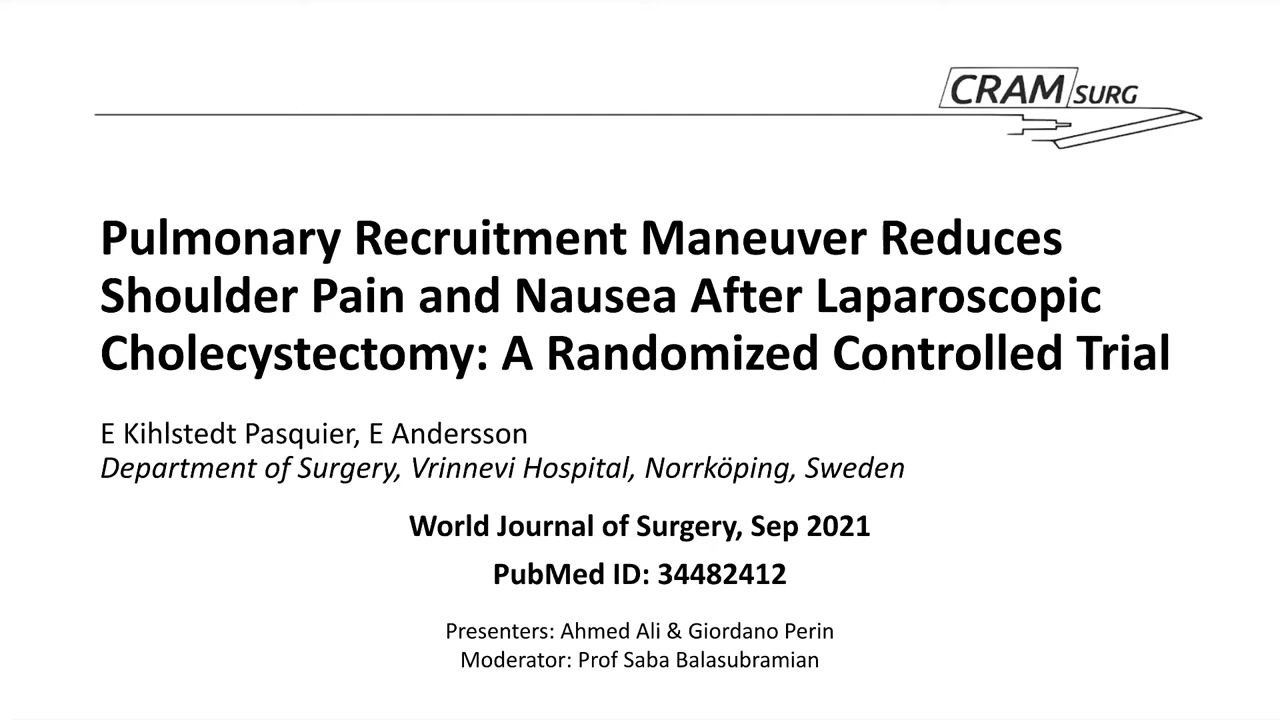 CRAM SURG
Pulmonary Recruitment Maneuver Reduces
Shoulder Pain and Nausea After Laparoscopic
Cholecystectomy: A Randomized Controlled Trial
E Kihlstedt Pasquier, E Andersson
Department of Surgery, Vrinnevi Hospital, Norrköping, Sweden
World Journal of Surgery, Sep 2021
PubMed ID: 34482412
Presenters: Ahmed Ali & Giordano Perin
Moderator: Prof Saba Balasubramian